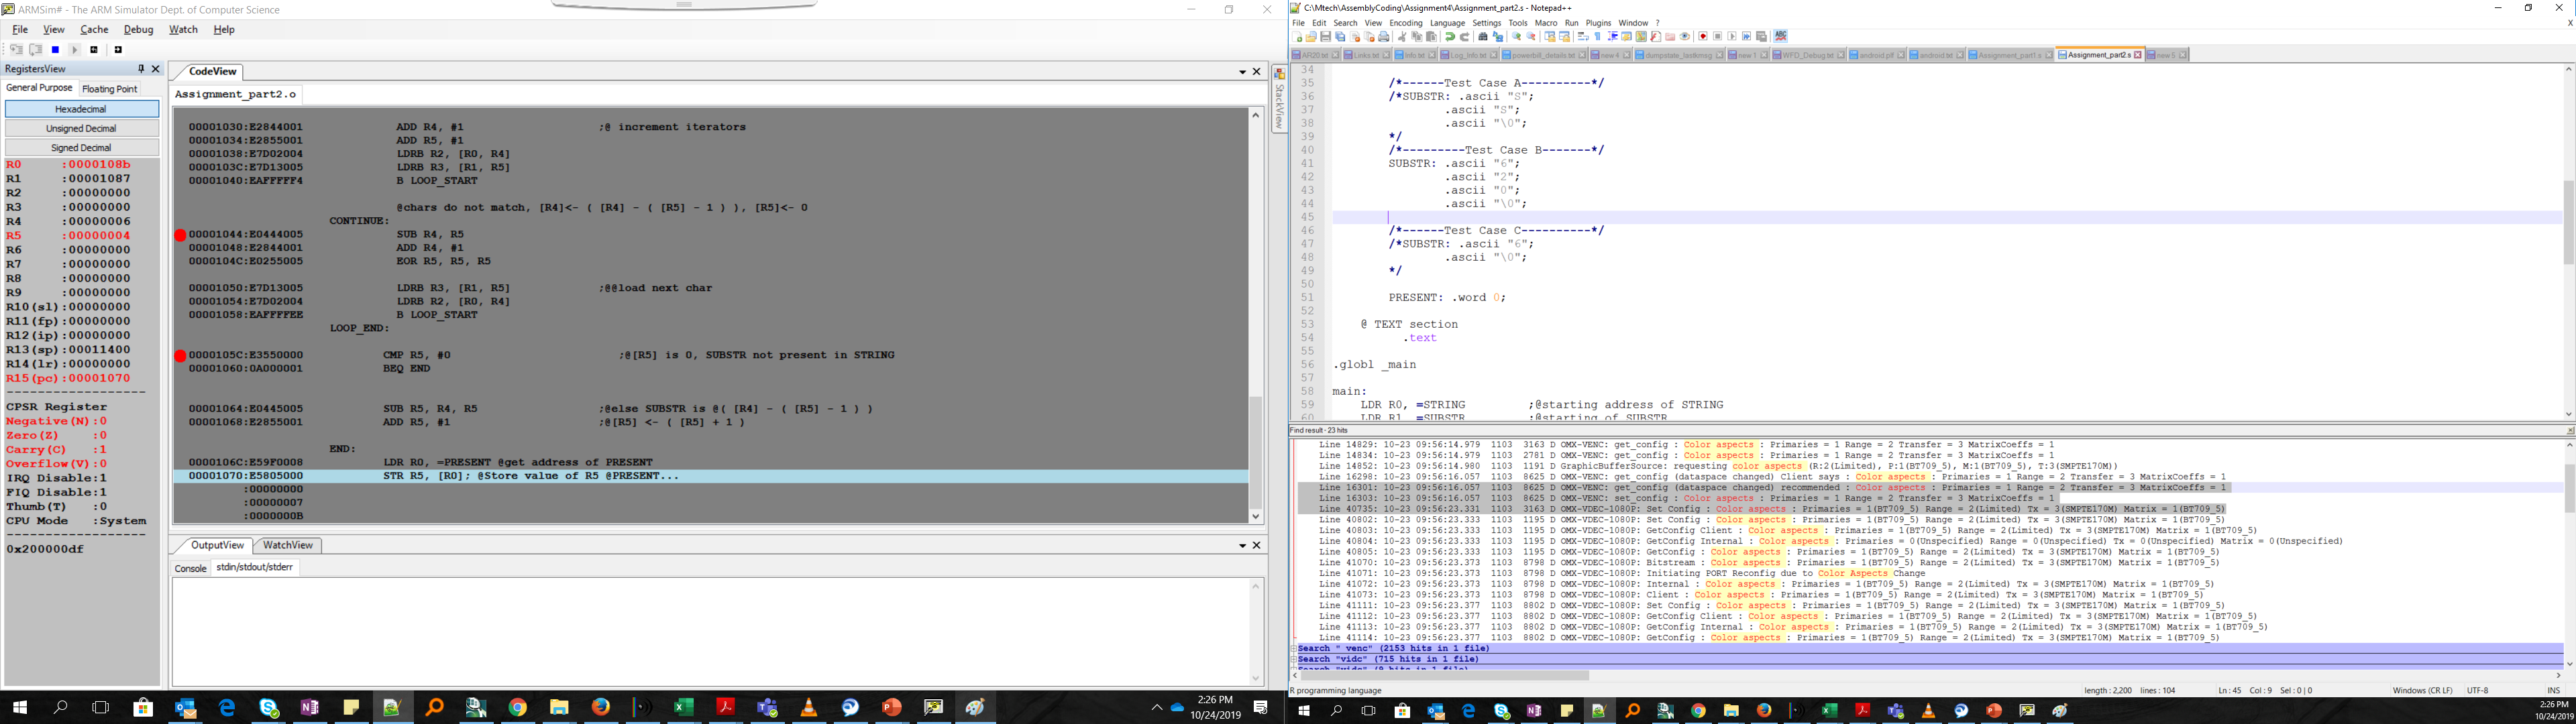 ARMSim# - The ARM Simulator Dept. of Computer Science
File View Cache Debug Watch Help
RegistersView
General Purpose Floating Point
Hexadecimal
Unsigned Decimal
Signed Decimal
R0 :0000108b
R1 :00001087
R2 :00000000
R3 :00000000
R4 :00000006
R5 :00000004
R6 :00000000
R7 :00000000
R8 :00000000
R9 :00000000
R10(sl):00000000
R11(fp):00000000
R12(ip):00000000
R13(sp):00011400
R14(lr):00000000
R15(pc):00001070
--------------------
CPSR Register
Negative(N):0
Zero(Z) :0
Carry(C) :1
Overflow(V):0
IRQ Disable:1
FIQ Disable:1
Thumb(T) :0
CPU Mode :System
--------------------
0x200000df
CodeView
Assignment_part2.o
00001030:E2844001 ADD R4, #1 ;@ increment iterators
00001034:E2855001 ADD R5, #1
00001038:E7D02004 LDRB R2, [R0, R4]
0000103C:E7D13005 LDRB R3, [R1, R5]
00001040:EAFFFFF4 B LOOP_START
@chars do not match, [R4]<- ( [R4] - ( [R5] - 1 ) ), [R5]<- 0
CONTINUE:
00001044:E0444005 SUB R4, R5
00001048:E2844001 ADD R4, #1
0000104C:E0255005 EOR R5, R5, R5
00001050:E7D13005 LDRB R3, [R1, R5] ;@@load next char
00001054:E7D02004 LDRB R2, [R0, R4]
00001058:EAFFFFEE B LOOP_START
LOOP_END:
0000105C:E3550000 CMP R5, #0 ;@[R5] is 0, SUBSTR not present in STRING
00001060:0A000001 BEQ END
00001064:E0445005 SUB R5, R4, R5 ;@else SUBSTR is @( [R4] - ( [R5] - 1 ) )
00001068:E2855001 ADD R5, #1 ;@[R5] <- ( [R5] + 1 )
END:
0000106C:E59F0008 LDR R0, =PRESENT @get address of PRESENT
00001070:E5805000 STR R5, [R0]; @Store value of R5 @PRESENT...
:00000000
:00000007
:0000000B
StackView
OutputView WatchView
Console stdin/stdout/stderr
2:26 PM
10/24/2019
C:\Mtech\AssemblyCoding\Assignment4\Assignment_part2.s - Notepad++
File Edit Search View Encoding Language Settings Tools Macro Run Plugins Window ? X
AR20.txt Links.txt Info.txt Log_Info.txt powerbill_details.txt new 4 dumpstate_lastkmsg new 1 WFD_Debug.txt android.pif android.txt Assignment_part1.s Assignment_part2.s new 5
34
35 /*------Test Case A----------*/
36 /*SUBSTR: .ascii "S";
37 .ascii "S";
38 .ascii "\0";
39 */
40 /*---------Test Case B-------*/
41 SUBSTR: .ascii "6";
42 .ascii "2";
43 .ascii "0";
44 .ascii "\0";
45
46 /*------Test Case C----------*/
47 /*SUBSTR: .ascii "6";
48 .ascii "\0";
49 */
50
51 PRESENT: .word 0;
52
53 @ TEXT section
54 .text
55
56 .globl _main
57
58 main:
59 LDR R0, =STRING ;@starting address of STRING
60 LDR R1, =SUBSTR ;@starting of SUBSTR
Find result - 23 hits
Line 14829: 10-23 09:56:14.979 1103 3163 D OMX-VENC: get_config : Color aspects : Primaries = 1 Range = 2 Transfer = 3 MatrixCoeffs = 1
Line 14834: 10-23 09:56:14.979 1103 2781 D OMX-VENC: get_config : Color aspects : Primaries = 1 Range = 2 Transfer = 3 MatrixCoeffs = 1
Line 14852: 10-23 09:56:14.980 1103 1191 D GraphicBufferSource: requesting color aspects (R:2(Limited), P:1(BT709_5), M:1(BT709_5), T:3(SMPTE170M))
Line 16298: 10-23 09:56:16.057 1103 8625 D OMX-VENC: get_config (dataspace changed) Client says : Color aspects : Primaries = 1 Range = 2 Transfer = 3 MatrixCoeffs = 1
Line 16301: 10-23 09:56:16.057 1103 8625 D OMX-VENC: get_config (dataspace changed) recommended : Color aspects : Primaries = 1 Range = 2 Transfer = 3 MatrixCoeffs = 1
Line 16303: 10-23 09:56:16.057 1103 8625 D OMX-VENC: set_config : Color aspects : Primaries = 1 Range = 2 Transfer = 3 MatrixCoeffs = 1
Line 40735: 10-23 09:56:23.331 1103 3163 D OMX-VDEC-1080P: Set Config : Color aspects : Primaries = 1(BT709_5) Range = 2(Limited) Tx = 3(SMPTE170M) Matrix = 1(BT709_5)
Line 40802: 10-23 09:56:23.333 1103 1195 D OMX-VDEC-1080P: Set Config : Color aspects : Primaries = 1(BT709_5) Range = 2(Limited) Tx = 3(SMPTE170M) Matrix = 1(BT709_5)
Line 40803: 10-23 09:56:23.333 1103 1195 D OMX-VDEC-1080P: GetConfig Client : Color aspects : Primaries = 1(BT709_5) Range = 2(Limited) Tx = 3(SMPTE170M) Matrix = 1(BT709_5)
Line 40804: 10-23 09:56:23.333 1103 1195 D OMX-VDEC-1080P: GetConfig Internal : Color aspects : Primaries = 0(Unspecified) Range = 0(Unspecified) Tx = 0(Unspecified) Matrix = 0(Unspecified)
Line 40805: 10-23 09:56:23.333 1103 1195 D OMX-VDEC-1080P: GetConfig : Color aspects : Primaries = 1(BT709_5) Range = 2(Limited) Tx = 3(SMPTE170M) Matrix = 1(BT709_5)
Line 41070: 10-23 09:56:23.377 1103 8798 D OMX-VDEC-1080P: Bitstream : Color aspects : Primaries = 1(BT709_5) Range = 2(Limited) Tx = 3(SMPTE170M) Matrix = 1(BT709_5)
Line 41071: 10-23 09:56:23.377 1103 8798 D OMX-VDEC-1080P: Initiating PORT Reconfig due to Color Aspects Change
Line 41072: 10-23 09:56:23.377 1103 8798 D OMX-VDEC-1080P: Internal : Color aspects : Primaries = 1(BT709_5) Range = 2(Limited) Tx = 3(SMPTE170M) Matrix = 1(BT709_5)
Line 41073: 10-23 09:56:23.377 1103 8798 D OMX-VDEC-1080P: Client : Color aspects : Primaries = 1(BT709_5) Range = 2(Limited) Tx = 3(SMPTE170M) Matrix = 1(BT709_5)
Line 41111: 10-23 09:56:23.377 1103 8802 D OMX-VDEC-1080P: Set Config : Color aspects : Primaries = 1(BT709_5) Range = 2(Limited) Tx = 3(SMPTE170M) Matrix = 1(BT709_5)
Line 41112: 10-23 09:56:23.377 1103 8802 D OMX-VDEC-1080P: GetConfig Client : Color aspects : Primaries = 1(BT709_5) Range = 2(Limited) Tx = 3(SMPTE170M) Matrix = 1(BT709_5)
Line 41113: 10-23 09:56:23.377 1103 8802 D OMX-VDEC-1080P: GetConfig Internal : Color aspects : Primaries = 1(BT709_5) Range = 2(Limited) Tx = 3(SMPTE170M) Matrix = 1(BT709_5)
Line 41114: 10-23 09:56:23.377 1103 8802 D OMX-VDEC-1080P: GetConfig : Color aspects : Primaries = 1(BT709_5) Range = 2(Limited) Tx = 3(SMPTE170M) Matrix = 1(BT709_5)
Search " venc" (2153 hits in 1 file)
Search "vidc" (715 hits in 1 file)
R programming language length : 2,200 lines : 104 Ln : 45 Col : 9 Sel : 0 | 0 Windows (CR LF) UTF-8 INS
2:26 PM
10/24/2019